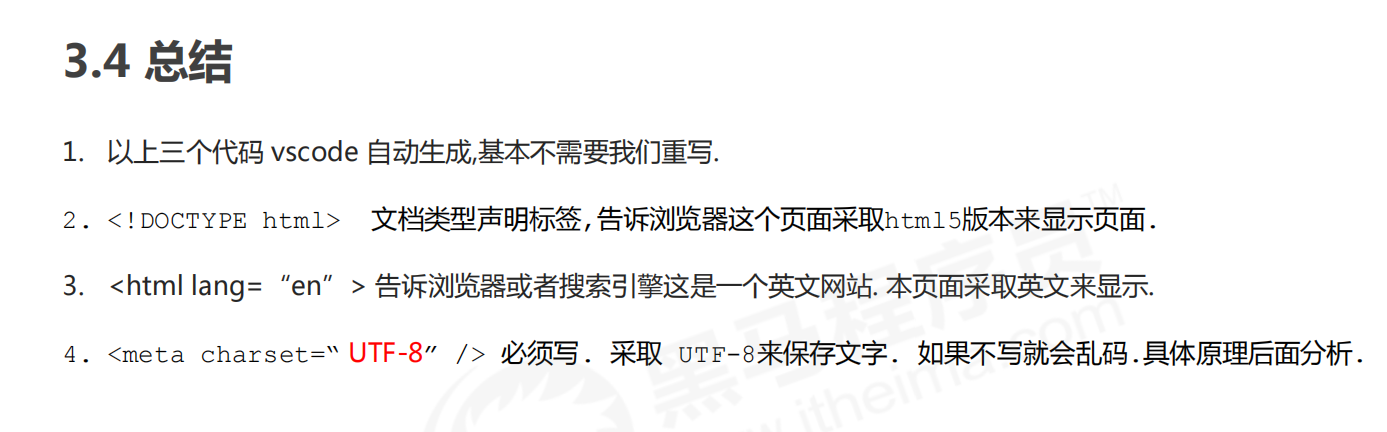 3.4 总结
1. 以上三个代码 vscode 自动生成,基本不需要我们重写.
2. <!DOCTYPE html> 文档类型声明标签,告诉浏览器这个页面采取html5版本来显示页面.
3. <html lang=“en”> 告诉浏览器或者搜索引擎这是一个英文网站. 本页面采取英文来显示.
4. <meta charset=“ UTF-8” /> 必须写. 采取 UTF-8来保存文字. 如果不写就会乱码.具体原理后面分析.
黑马程序员™
www.itheima.com